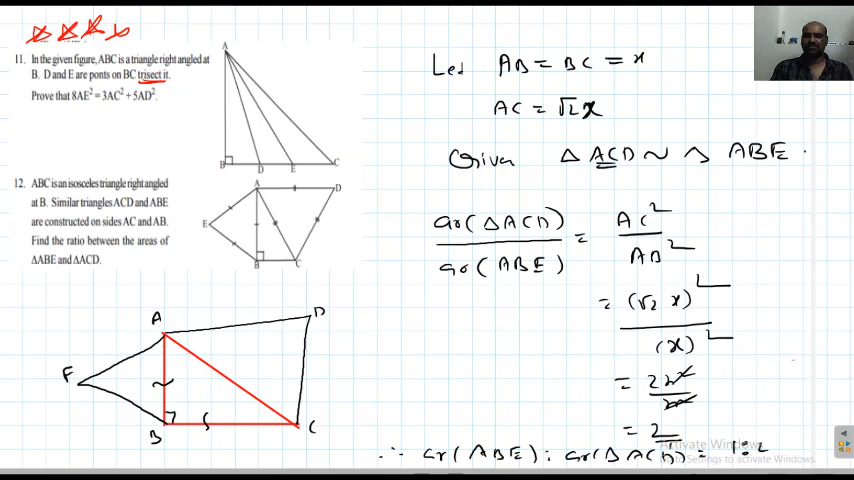 11. In the given figure, ABC is a triangle right angled at
B. D and E are ponts on BC trisect it.
Prove that 8AE² = 3AC² + 5AD².
A
B
D
E
C
12. ABC is an isosceles triangle right angled
at B. Similar triangles ACD and ABE
are constructed on sides AC and AB.
Find the ratio between the areas of
ΔABE and ΔACD.
A
D
E
B
C
A
D
F
B
C
Let AB = BC = x
AC = √2x
Given Δ ACD ~ Δ ABE
ar(ΔACD) / ar(ABE) = AC² / AB²
= (√2 x)² / (x)²
= 2x² / x²
= 2
∴ ar(ABE) : ar(ΔACD) = 1:2
Activate Windows
Go to Settings to activate Windows.